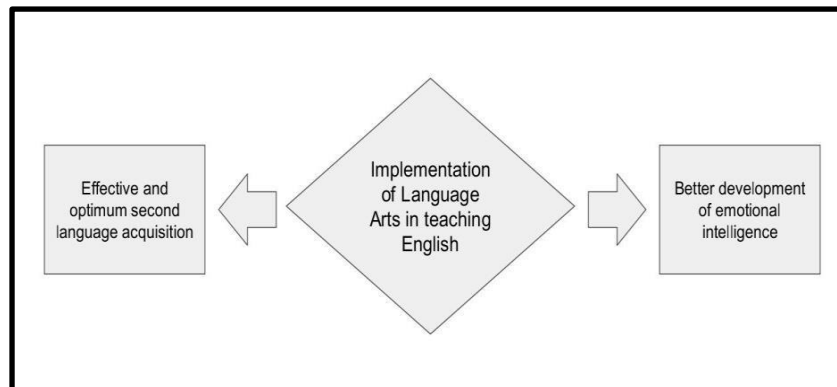 Effective and
optimum second
language acquisition
Implementation
of Language
Arts in teaching
English
Better development
of emotional
intelligence